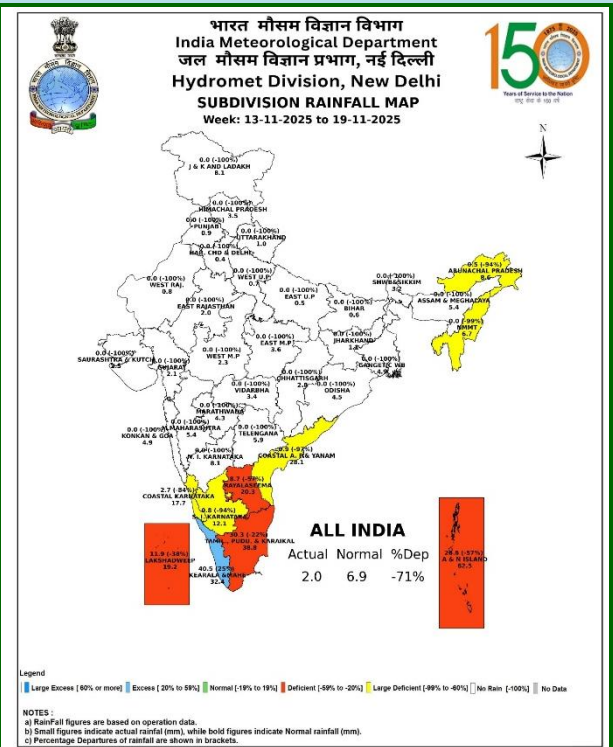 भारत मौसम विज्ञान विभाग
India Meteorological Department
जल मौसम विज्ञान प्रभाग, नई दिल्ली
Hydromet Division, New Delhi
SUBDIVISION RAINFALL MAP
Week: 13-11-2025 to 19-11-2025
150
Years of Service to the Nation
N
0.0 (-100%)
J & K AND LADAKH
8.1
0.0 (-100%)
HIMACHAL PRADESH
3.5
0.0 (-100%)
PUNJAB
0.9
0.0 (-100%)
UTTARAKHAND
1.0
0.0 (-100%)
HAR. CHD & DELHI
0.4
0.0 (-100%)
WEST U.P
0.7
0.0 (-100%)
WEST RAJ.
0.8
0.0 (-100%)
EAST RAJASTHAN
2.0
0.0 (-100%)
EAST U.P
0.5
0.0 (-100%)
BIHAR
0.6
0.0 (-100%)
SHWB&SIKKIM
0.5 (-94%)
ARUNACHAL PRADESH
8.6
0.0 (-100%)
ASSAM & MEGHALAYA
5.4
0.0 (-99%)
NMMT
6.7
0.0 (-100%)
SAURASHTRA & KUTCH
0.0 (-100%)
GUJARAT
2.1
0.0 (-100%)
WEST M.P
2.3
0.0 (-100%)
EAST M.P
3.6
0.0 (-100%)
JHARKHAND
0.0 (-100%)
GANGETIC WB
0.0 (-100%)
CHHATTISGARH
0.0 (-100%)
ODISHA
4.5
0.0 (-100%)
VIDARBHA
3.4
0.0 (-100%)
MARATHWADA
4.3
0.0 (-100%)
MAHARASHTRA
5.4
0.0 (-100%)
KONKAN & GOA
4.9
0.0 (-100%)
TELENGANA
5.9
0.0 (-100%)
N. I. KARNATAKA
8.1
0.9 (-97%)
COASTAL A. P & YANAM
28.1
(-58%)
RAYALASEEMA
2.7 (-84%)
COASTAL KARNATAKA
17.7
0.8 (-94%)
S. I. KARNATAKA
12.1
30.3 (-22%)
TAMIL., PUDU. & KARAIKAL
38.8
40.5 (25%)
KEARALA & MAHE
32.4
11.9 (-38%)
LAKSHADWEEP
19.2
A & N ISLAND
62.5
ALL INDIA
Actual Normal %Dep
2.0 6.9 -71%
Legend
Large Excess [ 60% or more] Excess [ 20% to 59%] Normal [-19% to 19%] Deficient [-59% to -20%] Large Deficient [-99% to -60%] No Rain [-100%] No Data
NOTES :
a) RainFall figures are based on operation data.
b) Small figures indicate actual rainfal (mm), while bold figures indicate Normal rainfall (mm).
c) Percentage Departures of rainfall are shown in brackets.